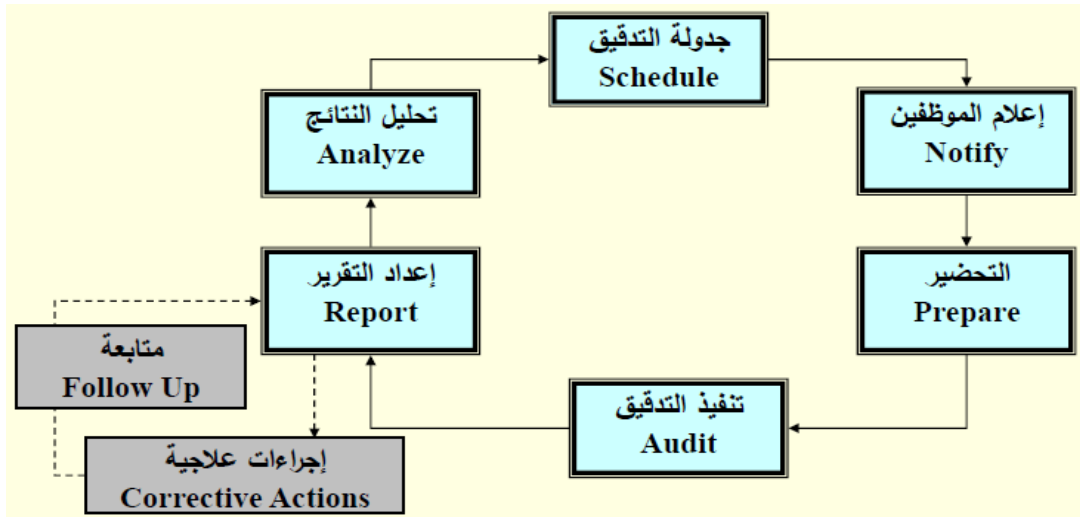 جدولة التدقيق
Schedule
إعلام الموظفين
Notify
التحضير
Prepare
تنفيذ التدقيق
Audit
إعداد التقرير
Report
تحليل النتائج
Analyze
إجراءات علاجية
Corrective Actions
متابعة
Follow Up